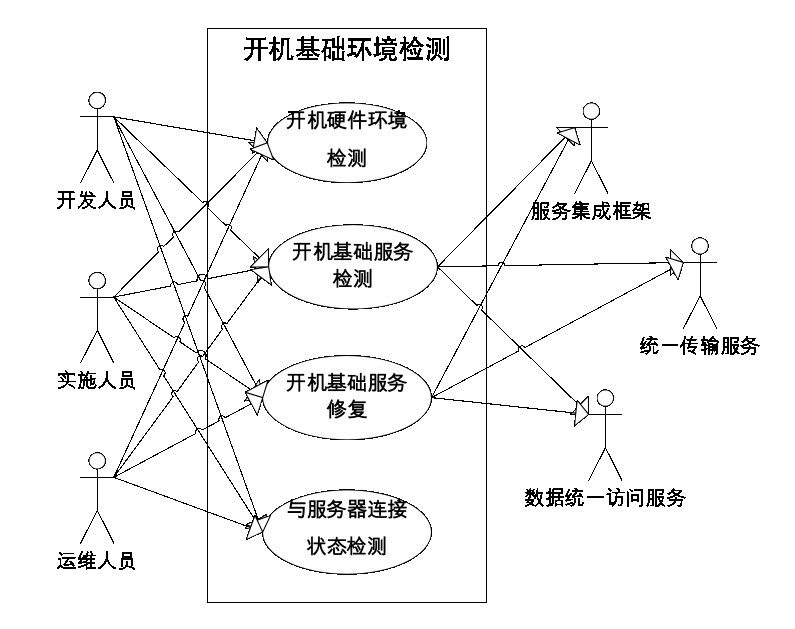 开机基础环境检测
开机硬件环境
检测
开发人员
服务集成框架
开机基础服务
检测
统一传输服务
实施人员
开机基础服务
修复
数据统一访问服务
与服务器连接
状态检测
运维人员